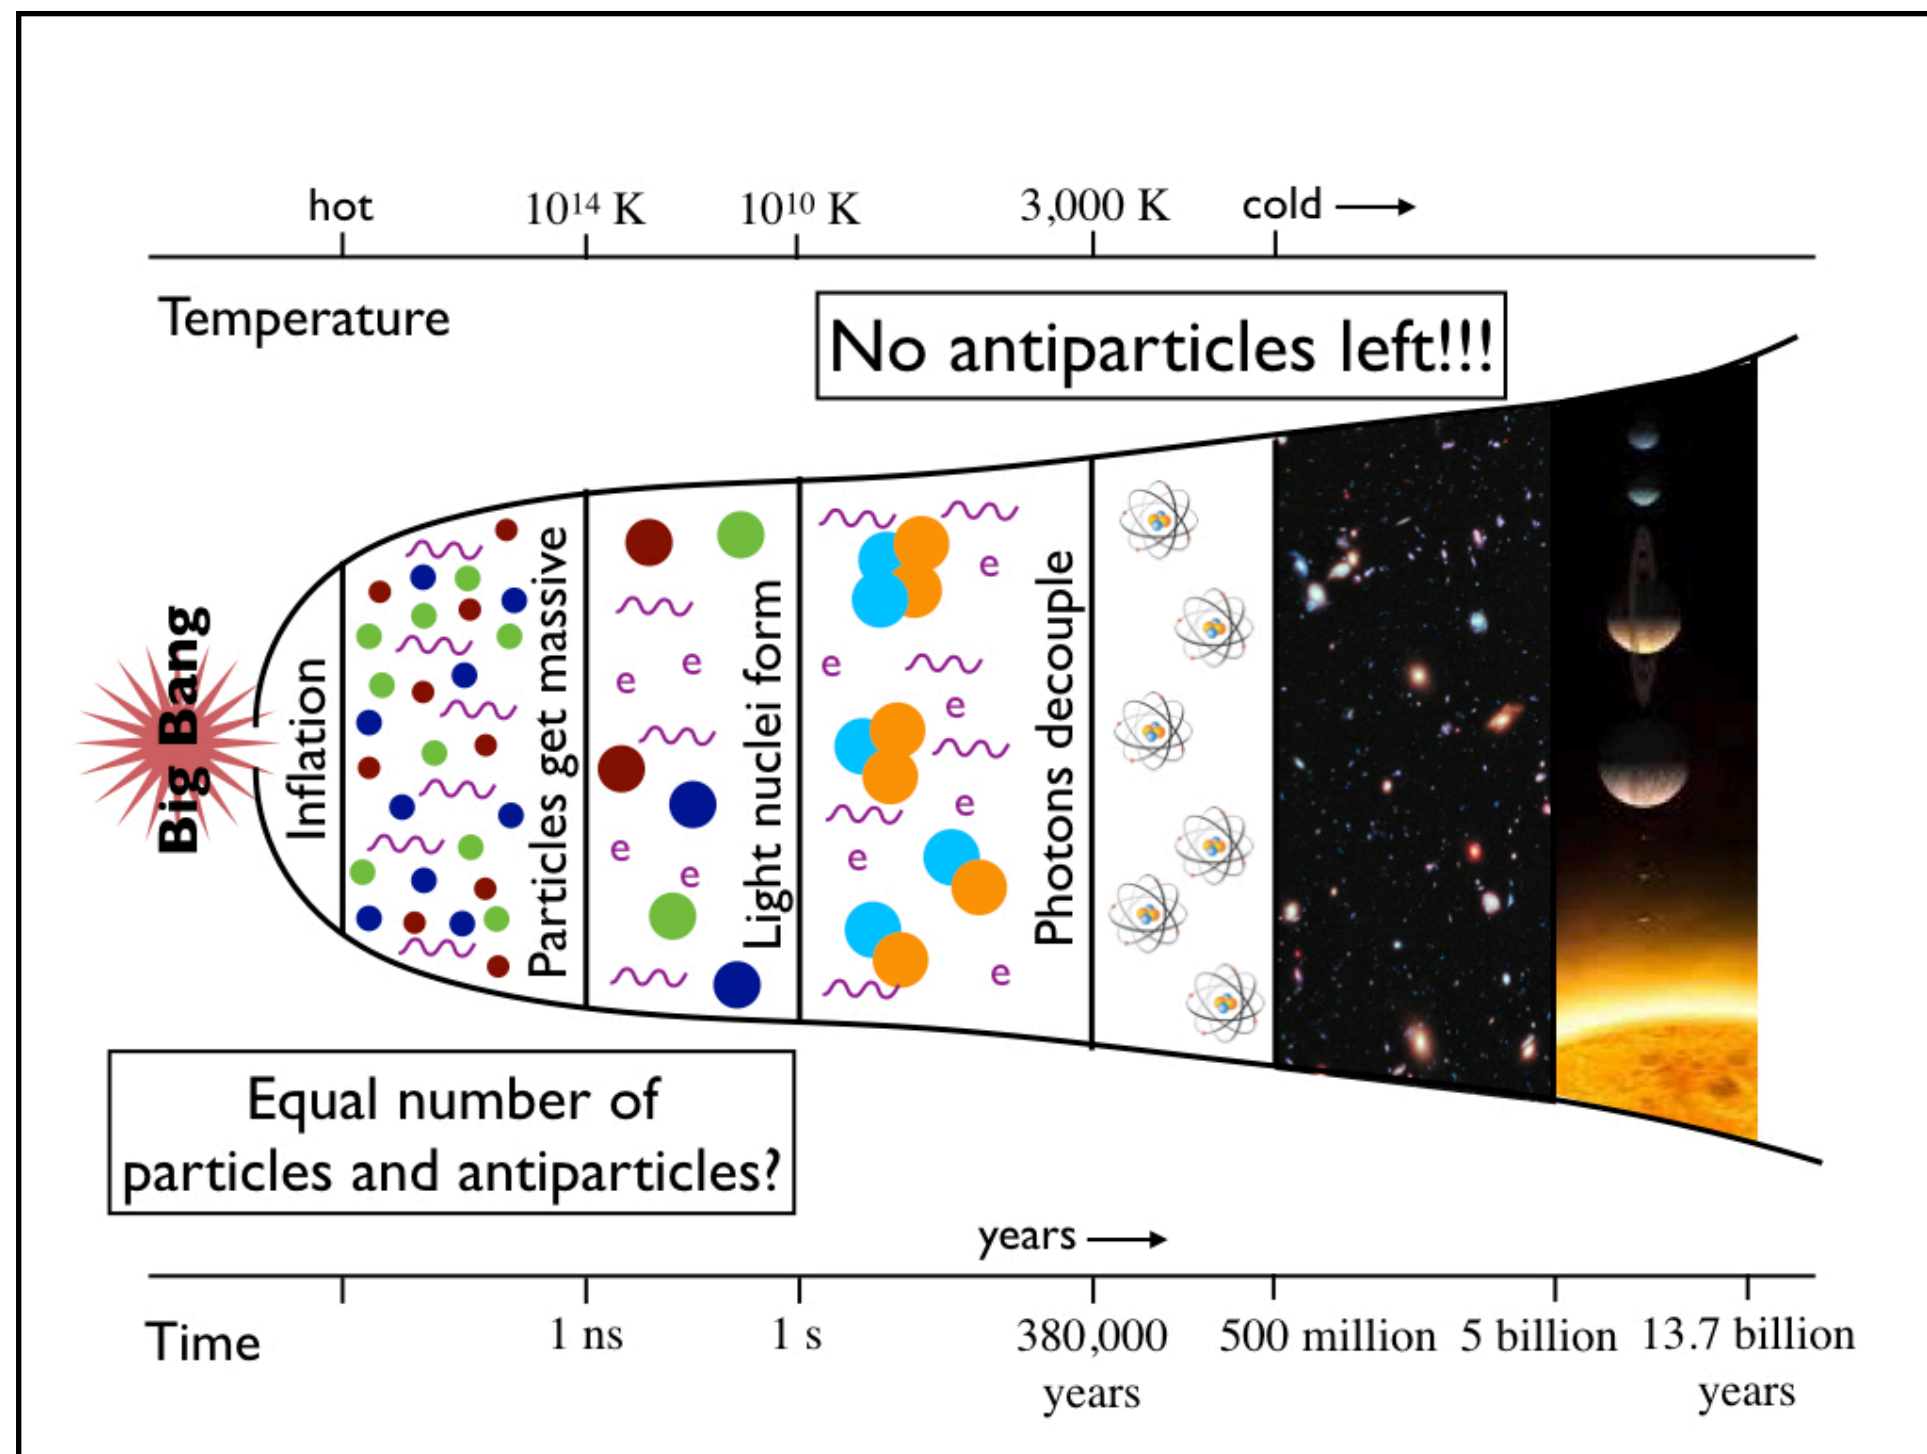 hot
10¹⁴ K
10¹⁰ K
3,000 K
cold
Temperature
No antiparticles left!!!
Big Bang
Inflation
Particles get massive
Light nuclei form
Photons decouple
e
e
e
e
e
e
e
e
e
e
Equal number of
particles and antiparticles?
years
Time
1 ns
1 s
380,000
years
500 million
5 billion
13.7 billion
years